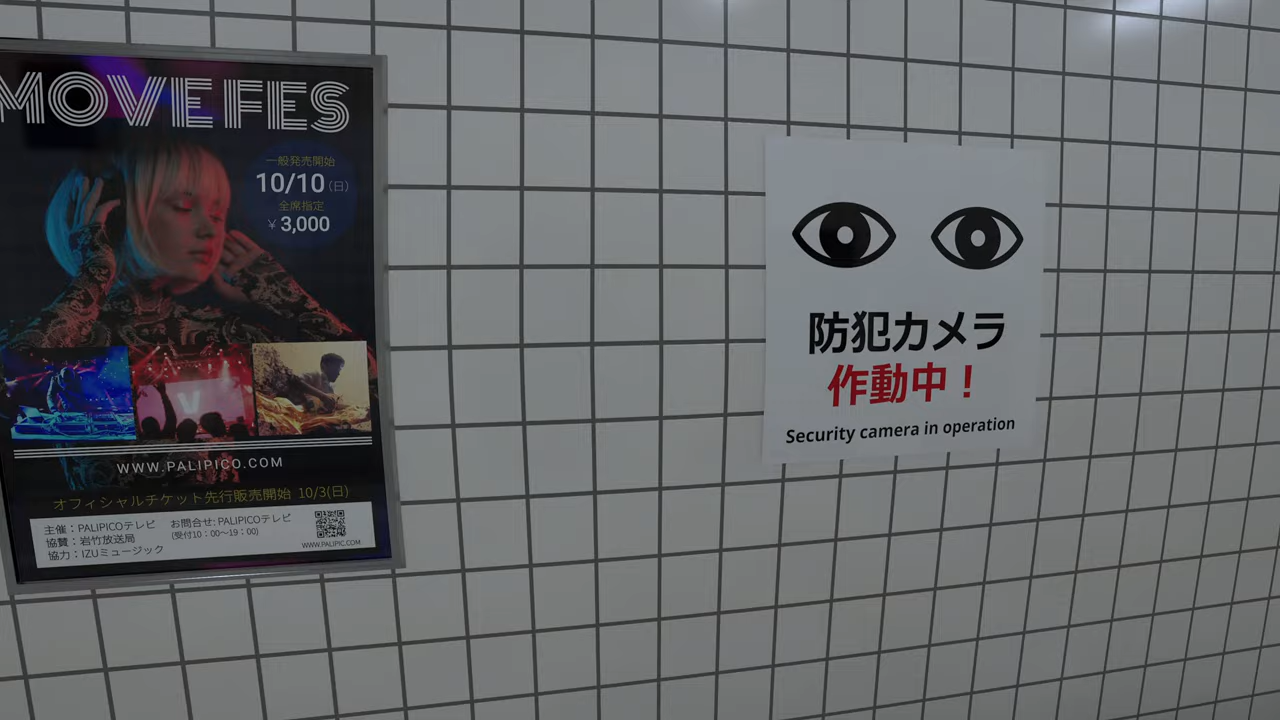 MOVE FES
一般発売開始
10/10(日)
全席指定
¥3,000
WWW.PALIPICO.COM
オフィシャルチケット先行販売開始 10/3(日)
主催:PALIPICOテレビ
協賛:岩竹放送局
協力:IZUミュージック
お問合せ: PALIPICOテレビ
(受付10:00〜19:00)
WWW.PALIPIC.COM
防犯カメラ
作動中!
Security camera in operation